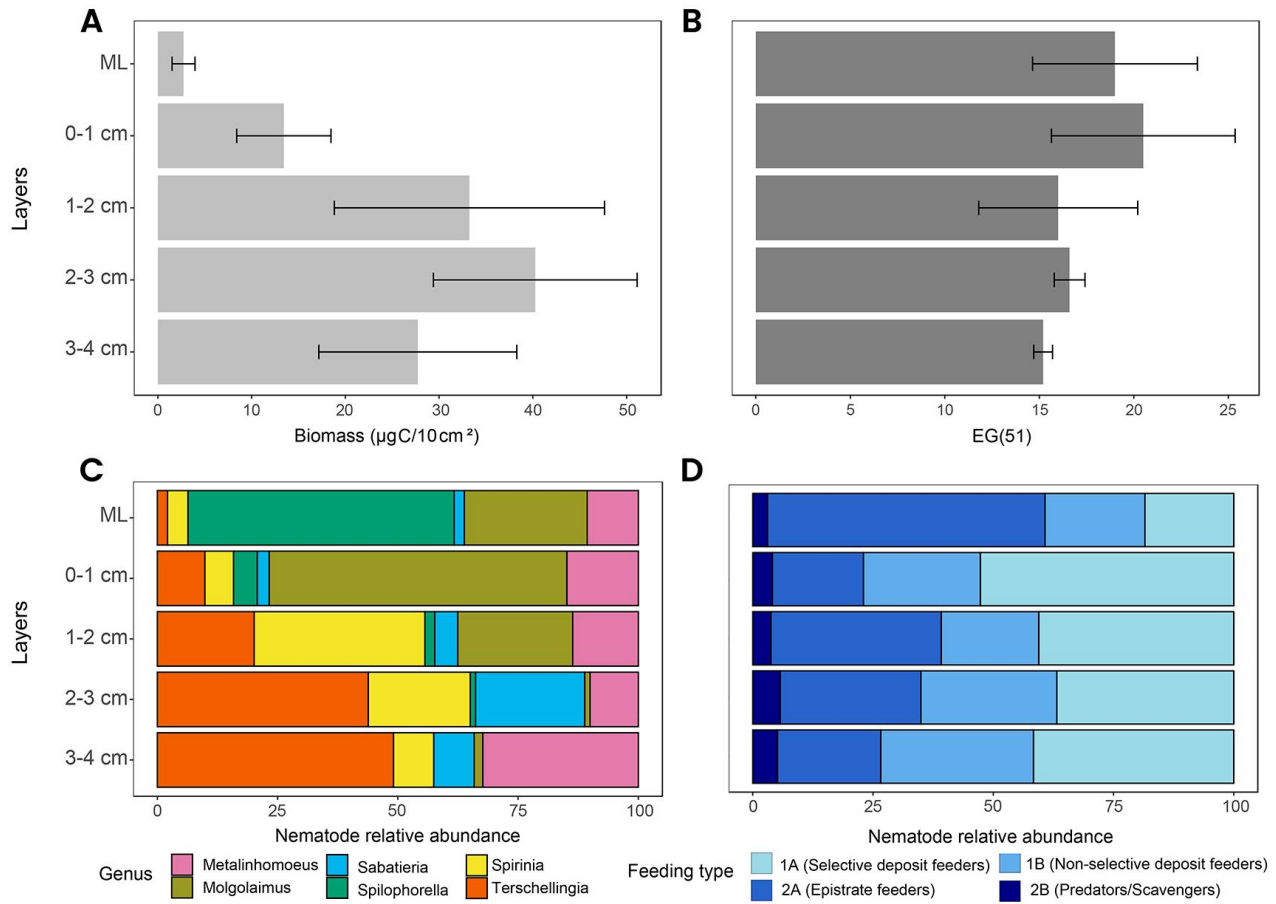 A
B
ML
0-1 cm
1-2 cm
2-3 cm
3-4 cm
Layers
0 10 20 30 40 50
Biomass (µgC/10cm²)
0 5 10 15 20 25
EG(51)
C
D
ML
0-1 cm
1-2 cm
2-3 cm
3-4 cm
Layers
0 25 50 75 100
Nematode relative abundance
0 25 50 75 100
Nematode relative abundance
Genus
Metalinhomoeus Sabatieria Spirinia
Molgolaimus Spilophorella Terschellingia
Feeding type
1A (Selective deposit feeders) 1B (Non-selective deposit feeders)
2A (Epistrate feeders) 2B (Predators/Scavengers)